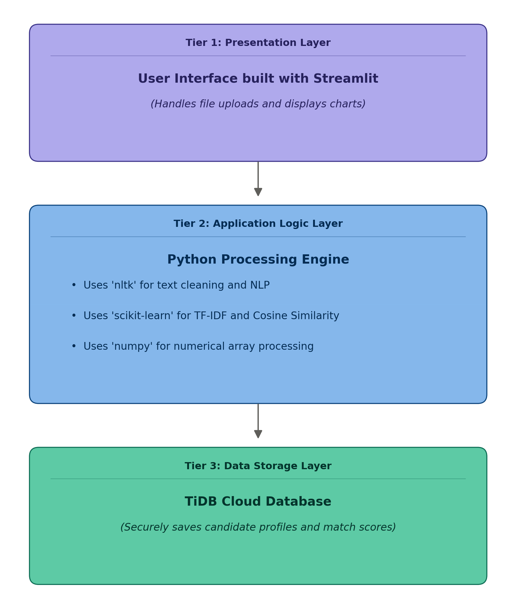 Tier 1: Presentation Layer
User Interface built with Streamlit
(Handles file uploads and displays charts)
Tier 2: Application Logic Layer
Python Processing Engine
• Uses 'nltk' for text cleaning and NLP
• Uses 'scikit-learn' for TF-IDF and Cosine Similarity
• Uses 'numpy' for numerical array processing
Tier 3: Data Storage Layer
TiDB Cloud Database
(Securely saves candidate profiles and match scores)